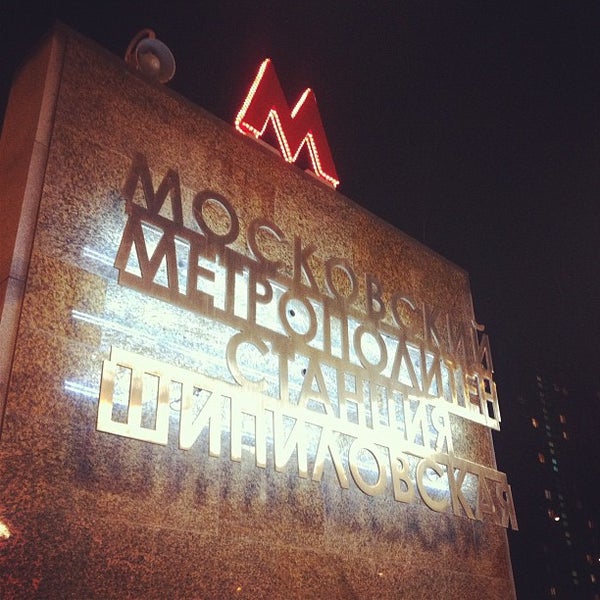 М
МОСКОВСКИЙ
МЕТРОПОЛИТЕН
СТАНЦИЯ
ШИПИЛОВСКАЯ